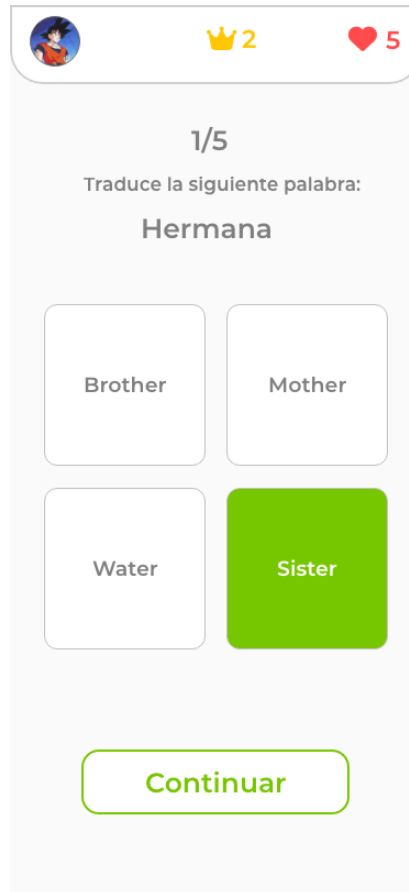 2 5
1/5
Traduce la siguiente palabra:
Hermana
Brother Mother
Water Sister
Continuar